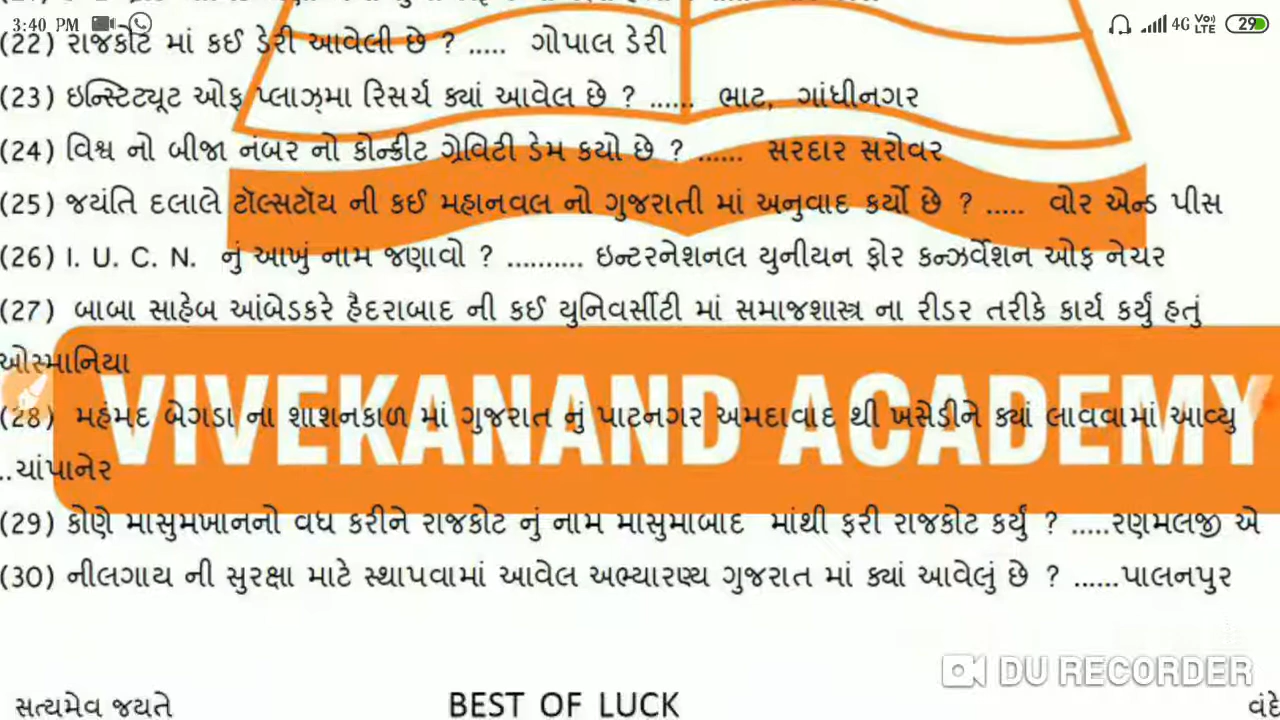 3:40 PM 4G Vo) LTE 29
(22) રાજકોટ માં કઈ ડેરી આવેલી છે ? ..... ગોપાલ ડેરી
(23) ઇન્સ્ટિટ્યૂટ ઓફ પ્લાઝ્મા રિસર્ચ ક્યાં આવેલ છે ? ...... ભાટ, ગાંધીનગર
(24) વિશ્વ નો બીજા નંબર નો કોન્ક્રીટ ગ્રેવિટી ડેમ કયો છે ? ...... સરદાર સરોવર
(25) જયંતિ દલાલે ટૉલ્સટૉય ની કઈ મહાનવલ નો ગુજરાતી માં અનુવાદ કર્યો છે ? ..... વોર એન્ડ પીસ
(26) I. U. C. N. નું આખું નામ જણાવો ? .......... ઇન્ટરનેશનલ યુનીયન ફોર કન્ઝર્વેશન ઓફ નેચર
(27) બાબા સાહેબ આંબેડકરે હૈદરાબાદ ની કઈ યુનિવર્સીટી માં સમાજશાસ્ત્ર ના રીડર તરીકે કાર્ય કર્યું હતું
ઓસ્માનિયા
VIVEKANAND ACADEMY
(28) મહંમદ બેગડા ના શાશનકાળ માં ગુજરાત નું પાટનગર અમદાવાદ થી ખસેડીને ક્યાં લાવવામાં આવ્યુ
..ચાંપાનેર
(29) કોણે માસુમખાનનો વધ કરીને રાજકોટ નું નામ માસુમાબાદ માંથી ફરી રાજકોટ કર્યું ? .....રણમલજી એ
(30) નીલગાય ની સુરક્ષા માટે સ્થાપવામાં આવેલ અભ્યારણ્ય ગુજરાત માં ક્યાં આવેલું છે ? ......પાલનપુર
DU RECORDER
સત્યમેવ જયતે BEST OF LUCK વંદે